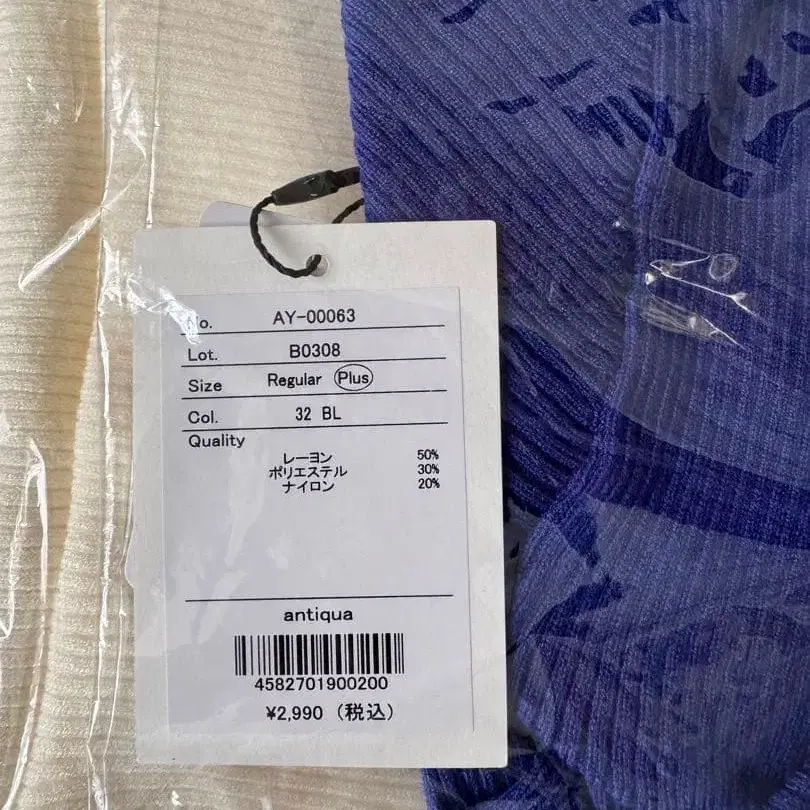 No. AY-00063
Lot. B0308
Size Regular Plus
Col. 32 BL
Quality
レーヨン 50%
ポリエステル 30%
ナイロン 20%
antiqua
4582701900200
¥2,990 (税込)